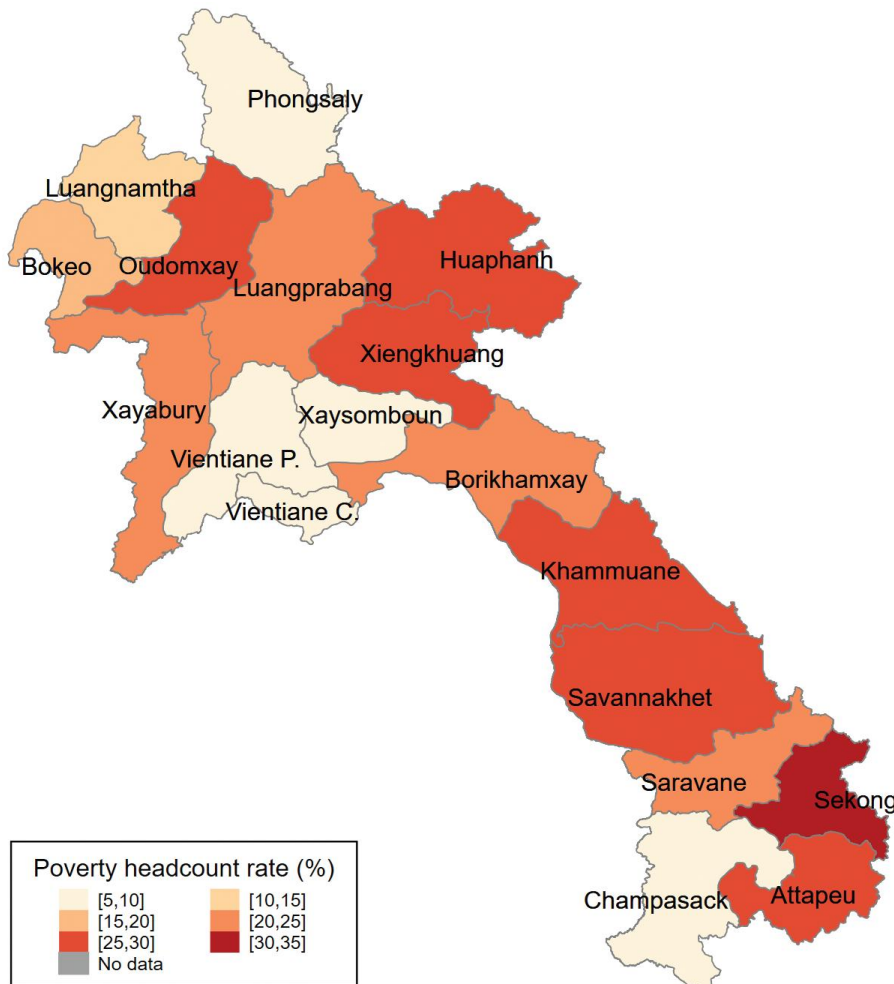 Phongsaly
Luangnamtha
Bokeo
Oudomxay
Huaphanh
Luangprabang
Xiengkhuang
Xayabury
Xaysomboun
Vientiane P.
Borikhamxay
Vientiane C.
Khammuane
Savannakhet
Saravane
Sekong
Champasack
Attapeu
Poverty headcount rate (%)
[5,10]
[10,15]
[15,20]
[20,25]
[25,30]
[30,35]
No data